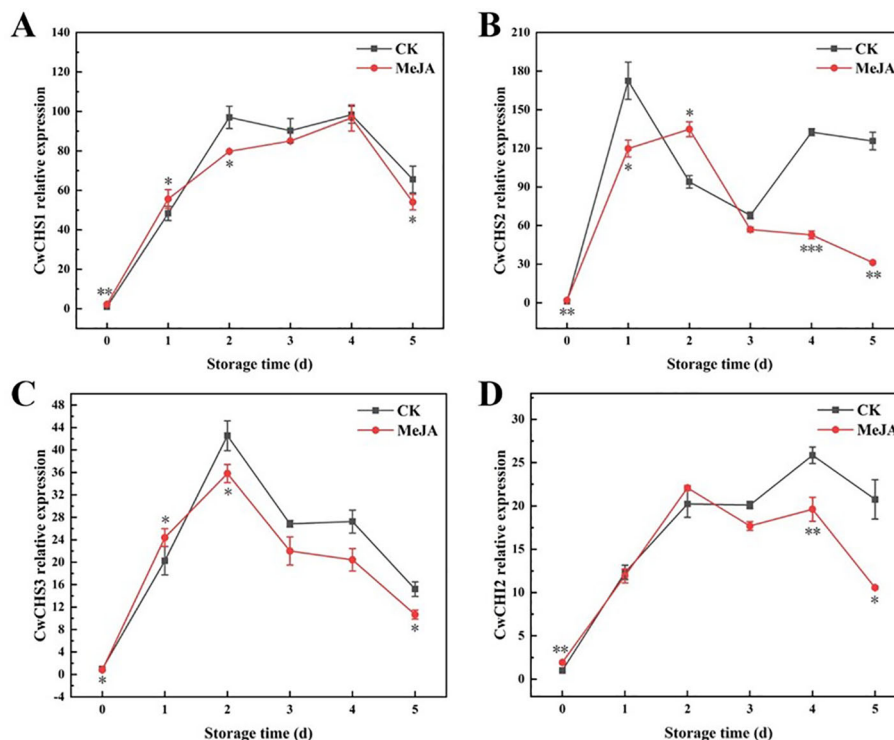 A
CwCHS1 relative expression
140
120
100
80
60
40
20
0
CK
MeJA
**
*
*
*
0 1 2 3 4 5
Storage time (d)
B
CwCHS2 relative expression
210
180
150
120
90
60
30
0
CK
MeJA
**
*
*
***
**
0 1 2 3 4 5
Storage time (d)
C
CwCHS3 relative expression
48
44
40
36
32
28
24
20
16
12
8
4
0
-4
CK
MeJA
*
*
*
*
0 1 2 3 4 5
Storage time (d)
D
CwCHI2 relative expression
30
25
20
15
10
5
0
CK
MeJA
**
**
*
0 1 2 3 4 5
Storage time (d)